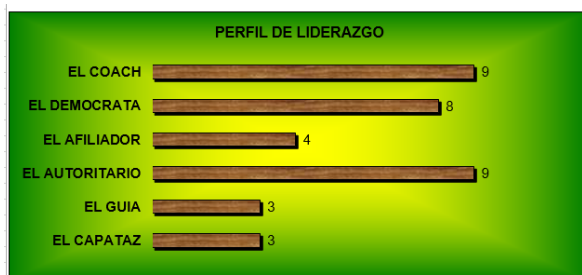 PERFIL DE LIDERAZGO
EL COACH 9
EL DEMOCRATA 8
EL AFILIADOR 4
EL AUTORITARIO 9
EL GUIA 3
EL CAPATAZ 3